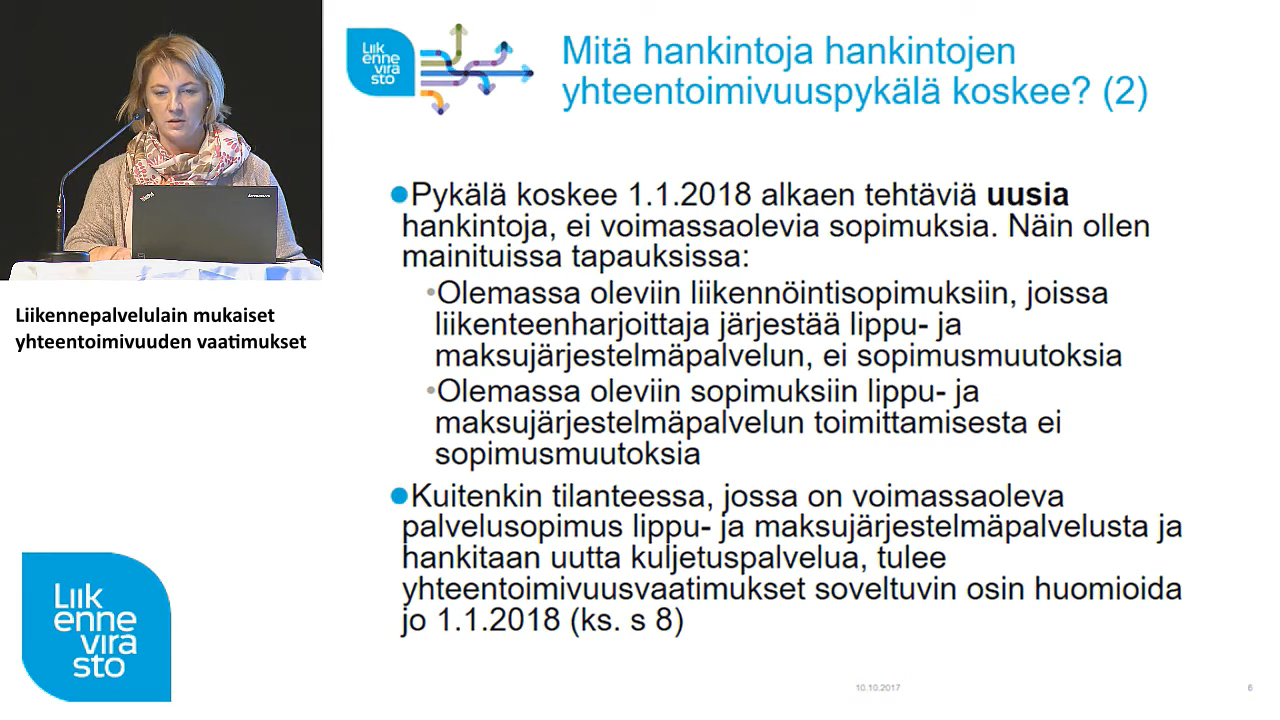 Liik
enne
vira
sto
Mitä hankintoja hankintojen
yhteentoimivuuspykälä koskee? (2)
●Pykälä koskee 1.1.2018 alkaen tehtäviä uusia
hankintoja, ei voimassaolevia sopimuksia. Näin ollen
mainituissa tapauksissa:
•Olemassa oleviin liikennöintisopimuksiin, joissa
liikenteenharjoittaja järjestää lippu- ja
maksujärjestelmäpalvelun, ei sopimusmuutoksia
•Olemassa oleviin sopimuksiin lippu- ja
maksujärjestelmäpalvelun toimittamisesta ei
sopimusmuutoksia
●Kuitenkin tilanteessa, jossa on voimassaoleva
palvelusopimus lippu- ja maksujärjestelmäpalvelusta ja
hankitaan uutta kuljetuspalvelua, tulee
yhteentoimivuusvaatimukset soveltuvin osin huomioida
jo 1.1.2018 (ks. s 8)
10.10.2017
6
Liikennepalvelulain mukaiset
yhteentoimivuuden vaatimukset
Liik
enne
vira
sto